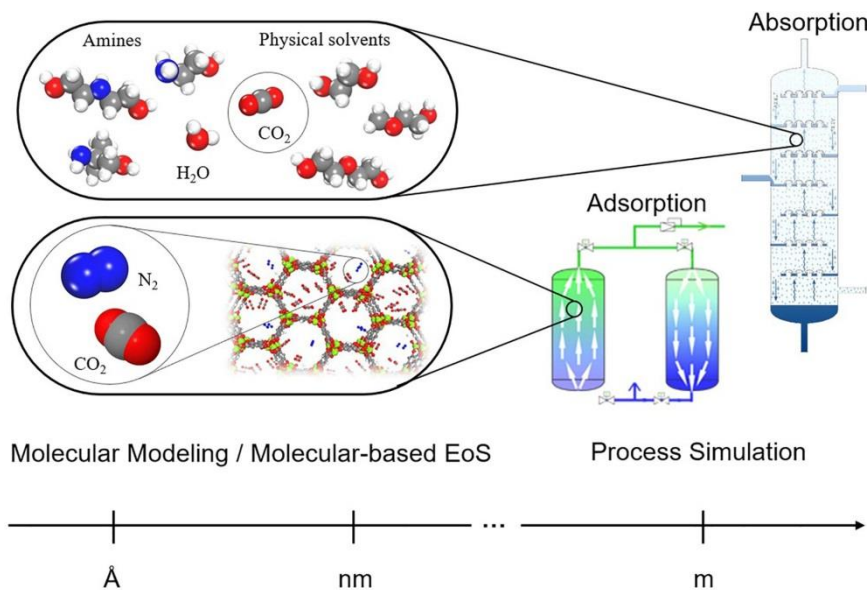 Absorption
Amines
Physical solvents
CO₂
H₂O
Adsorption
N₂
CO₂
Molecular Modeling / Molecular-based EoS
Process Simulation
...
Å
nm
m